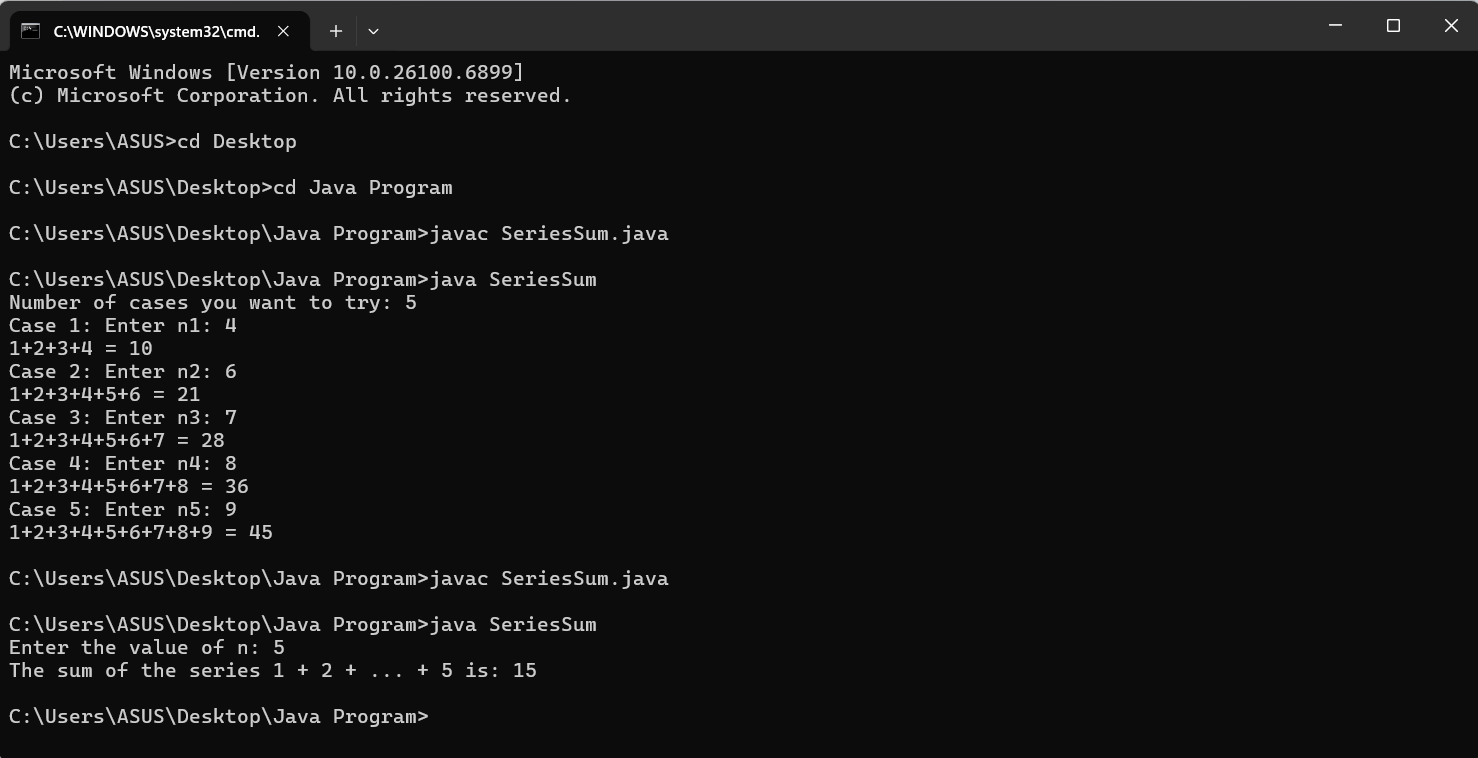 C:\WINDOWS\system32\cmd.
Microsoft Windows [Version 10.0.26100.6899]
(c) Microsoft Corporation. All rights reserved.
C:\Users\ASUS>cd Desktop
C:\Users\ASUS\Desktop>cd Java Program
C:\Users\ASUS\Desktop\Java Program>javac SeriesSum.java
C:\Users\ASUS\Desktop\Java Program>java SeriesSum
Number of cases you want to try: 5
Case 1: Enter n1: 4
1+2+3+4 = 10
Case 2: Enter n2: 6
1+2+3+4+5+6 = 21
Case 3: Enter n3: 7
1+2+3+4+5+6+7 = 28
Case 4: Enter n4: 8
1+2+3+4+5+6+7+8 = 36
Case 5: Enter n5: 9
1+2+3+4+5+6+7+8+9 = 45
C:\Users\ASUS\Desktop\Java Program>javac SeriesSum.java
C:\Users\ASUS\Desktop\Java Program>java SeriesSum
Enter the value of n: 5
The sum of the series 1 + 2 + ... + 5 is: 15
C:\Users\ASUS\Desktop\Java Program>